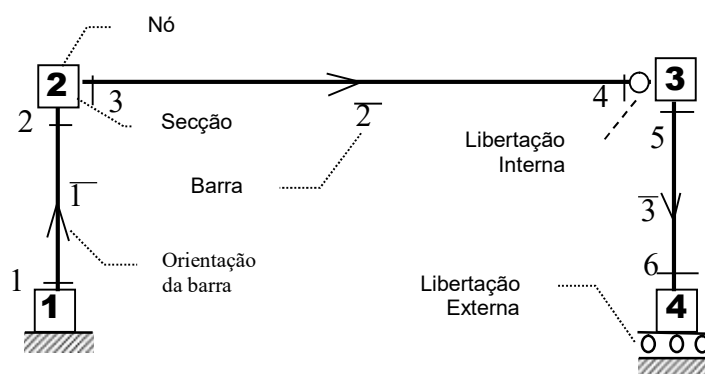 Nó
2
3
3
4
2
Secção
2
5
Libertação
Interna
1
Barra
3
Orientação
da barra
1
6
Libertação
Externa
1
4